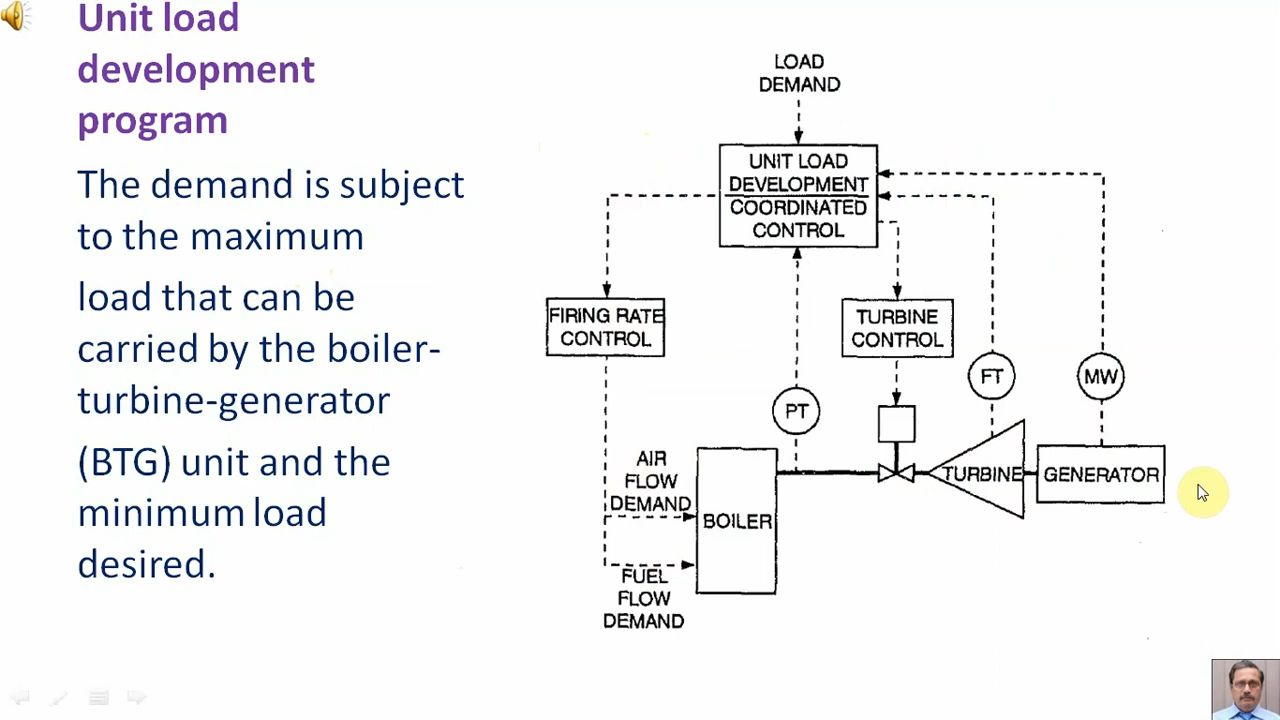 Unit load
development
program
The demand is subject
to the maximum
load that can be
carried by the boiler-
turbine-generator
(BTG) unit and the
minimum load
desired.
LOAD
DEMAND
UNIT LOAD
DEVELOPMENT
COORDINATED
CONTROL
FIRING RATE
CONTROL
TURBINE
CONTROL
PT
FT
MW
AIR
FLOW
DEMAND
BOILER
TURBINE
GENERATOR
FUEL
FLOW
DEMAND